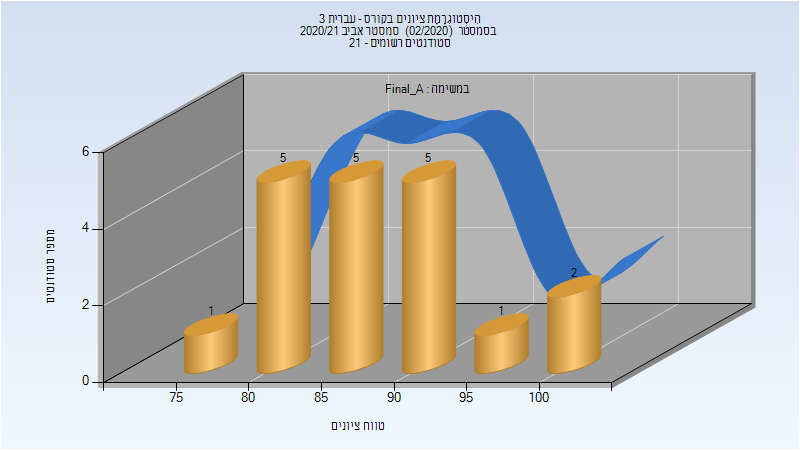 היסטוגרמת ציונים בקורס - עברית 3
בסמסטר (02/2020) סמסטר אביב 2020/21
סטודנטים רשומים - 21
במשימה : Final_A
5
5
5
1
1
2
6
4
2
0
75
80
85
90
95
100
מספר סטודנטים
טווח ציונים